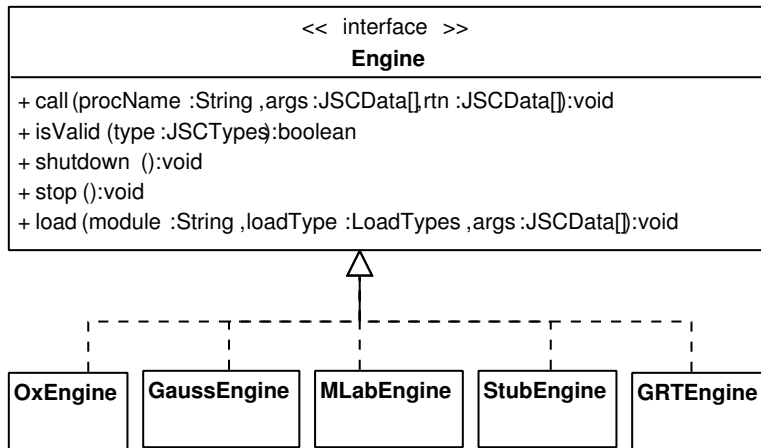 << interface >>
Engine
+ call (procName :String ,args :JSCData[],rtn :JSCData[]):void
+ isValid (type :JSCTypes):boolean
+ shutdown ():void
+ stop ():void
+ load (module :String ,loadType :LoadTypes ,args :JSCData[]):void
OxEngine GaussEngine MLabEngine StubEngine GRTEngine